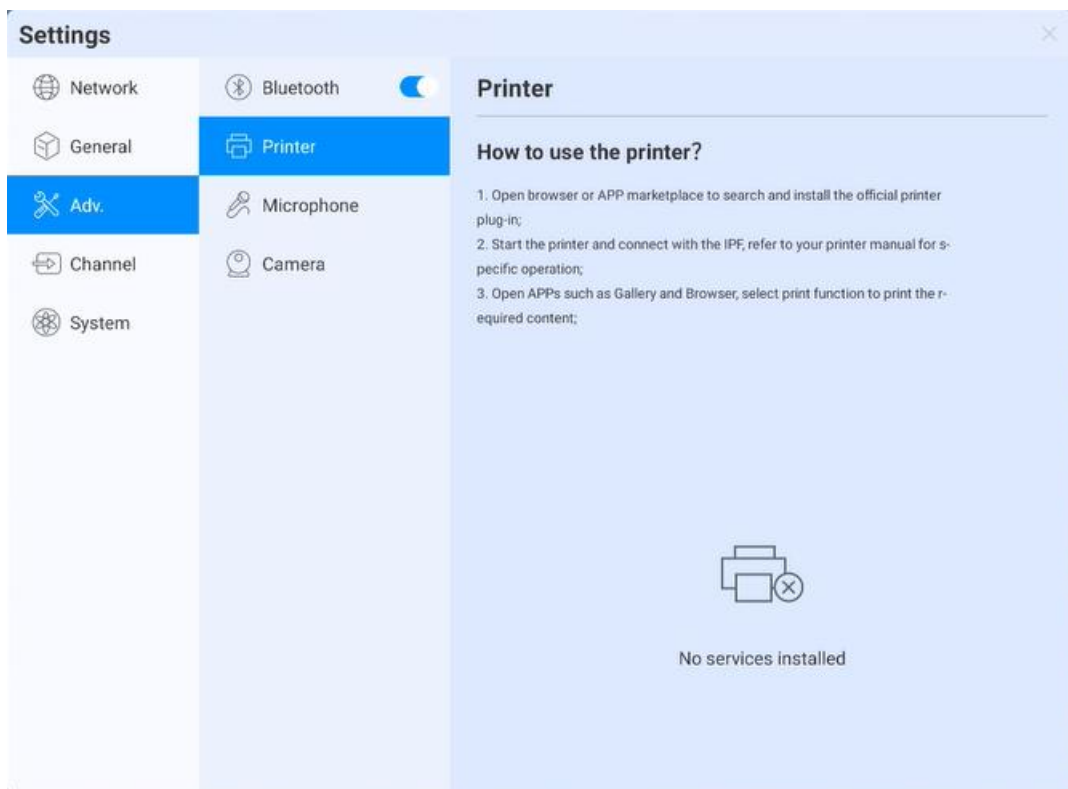 Settings
Network
General
Adv.
Channel
System
Bluetooth
Printer
Microphone
Camera
Printer
How to use the printer?
1. Open browser or APP marketplace to search and install the official printer
plug-in;
2. Start the printer and connect with the IPF, refer to your printer manual for s-
pecific operation;
3. Open APPs such as Gallery and Browser, select print function to print the r-
equired content;
No services installed